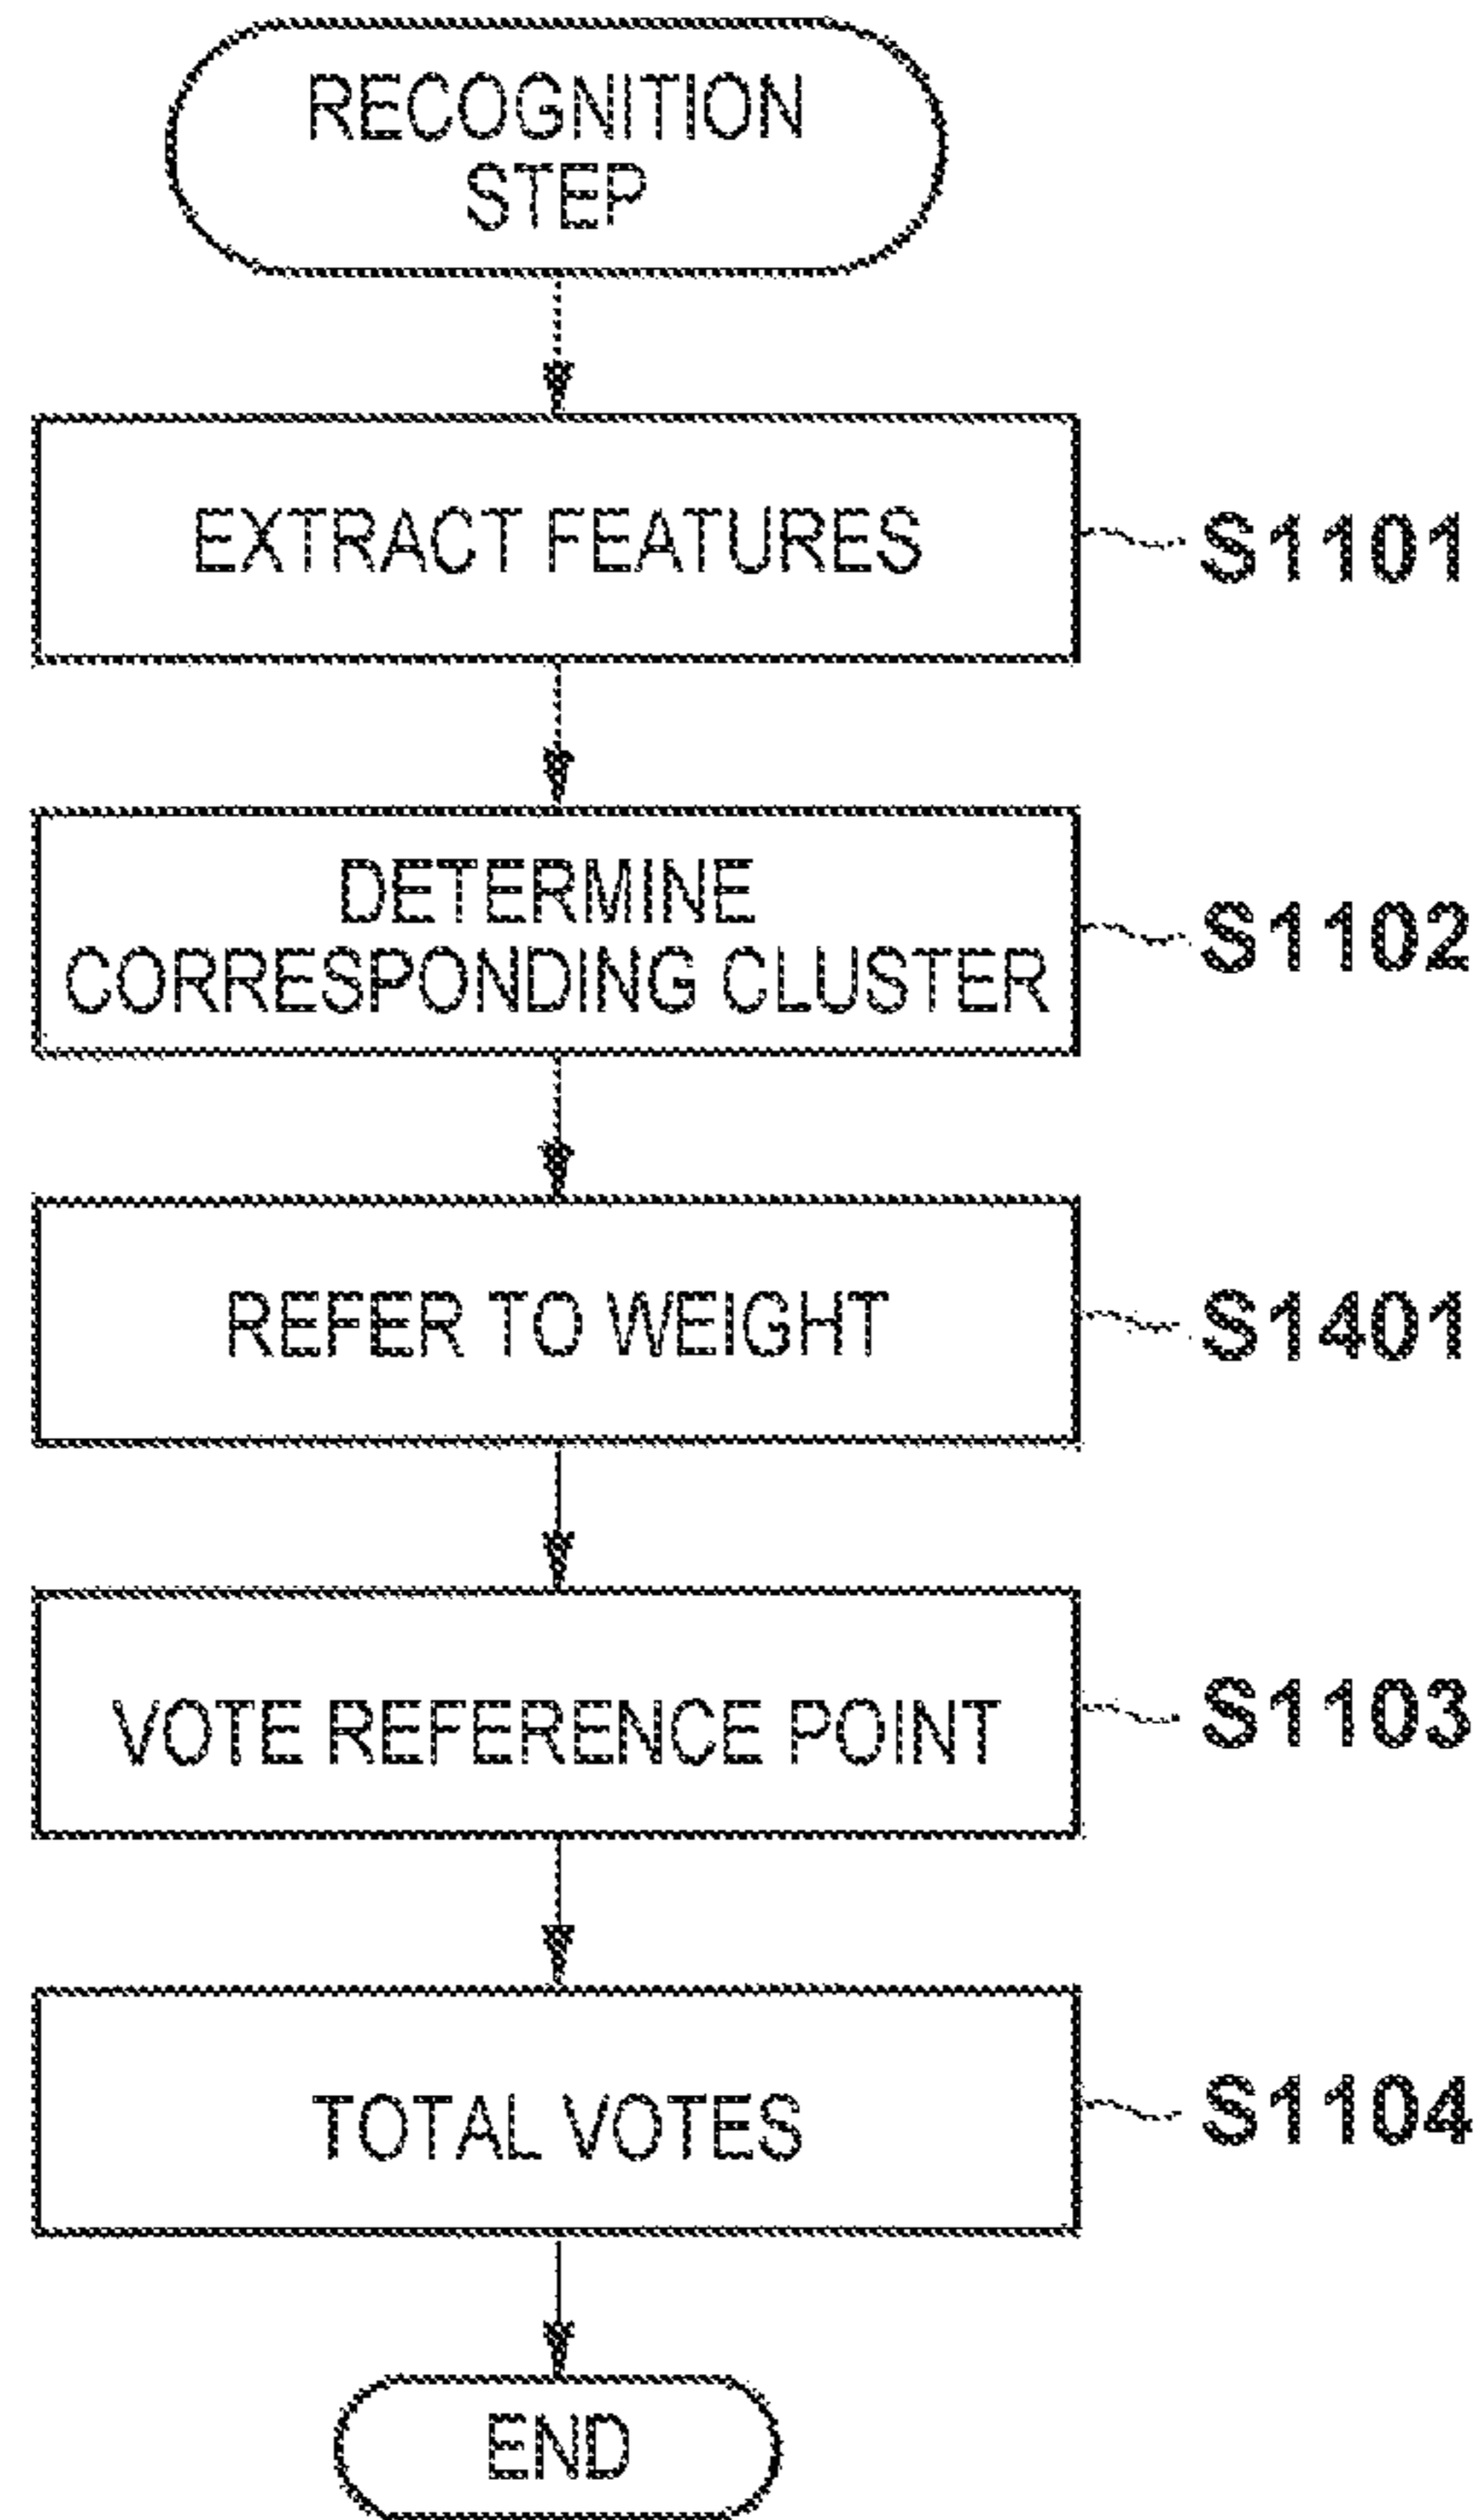 RECOGNITION
STEP
EXTRACT FEATURES
S1101
DETERMINE
CORRESPONDING CLUSTER
S1102
REFER TO WEIGHT
S1401
VOTE REFERENCE POINT
S1103
TOTAL VOTES
S1104
END